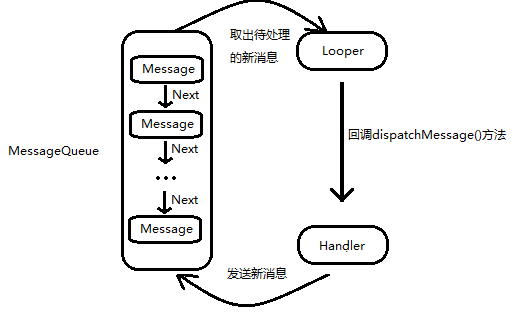 取出待处理
的新消息
Looper
Message
Next
Message
Next
回调dispatchMessage()方法
MessageQueue
...
Next
Message
Handler
发送新消息